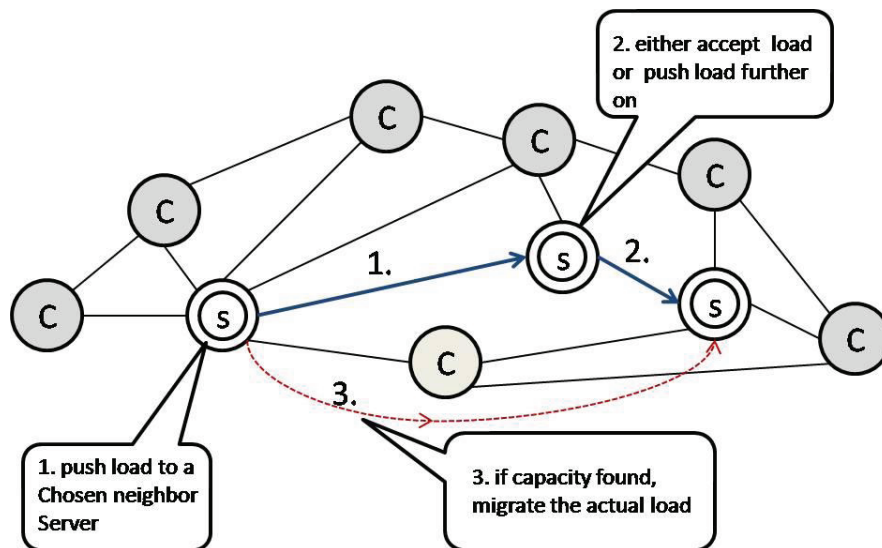 2. either accept load
or push load further
on
C
C
C
C
C
1.
s
2.
s
s
C
C
3.
1. push load to a
Chosen neighbor
Server
3. if capacity found,
migrate the actual load